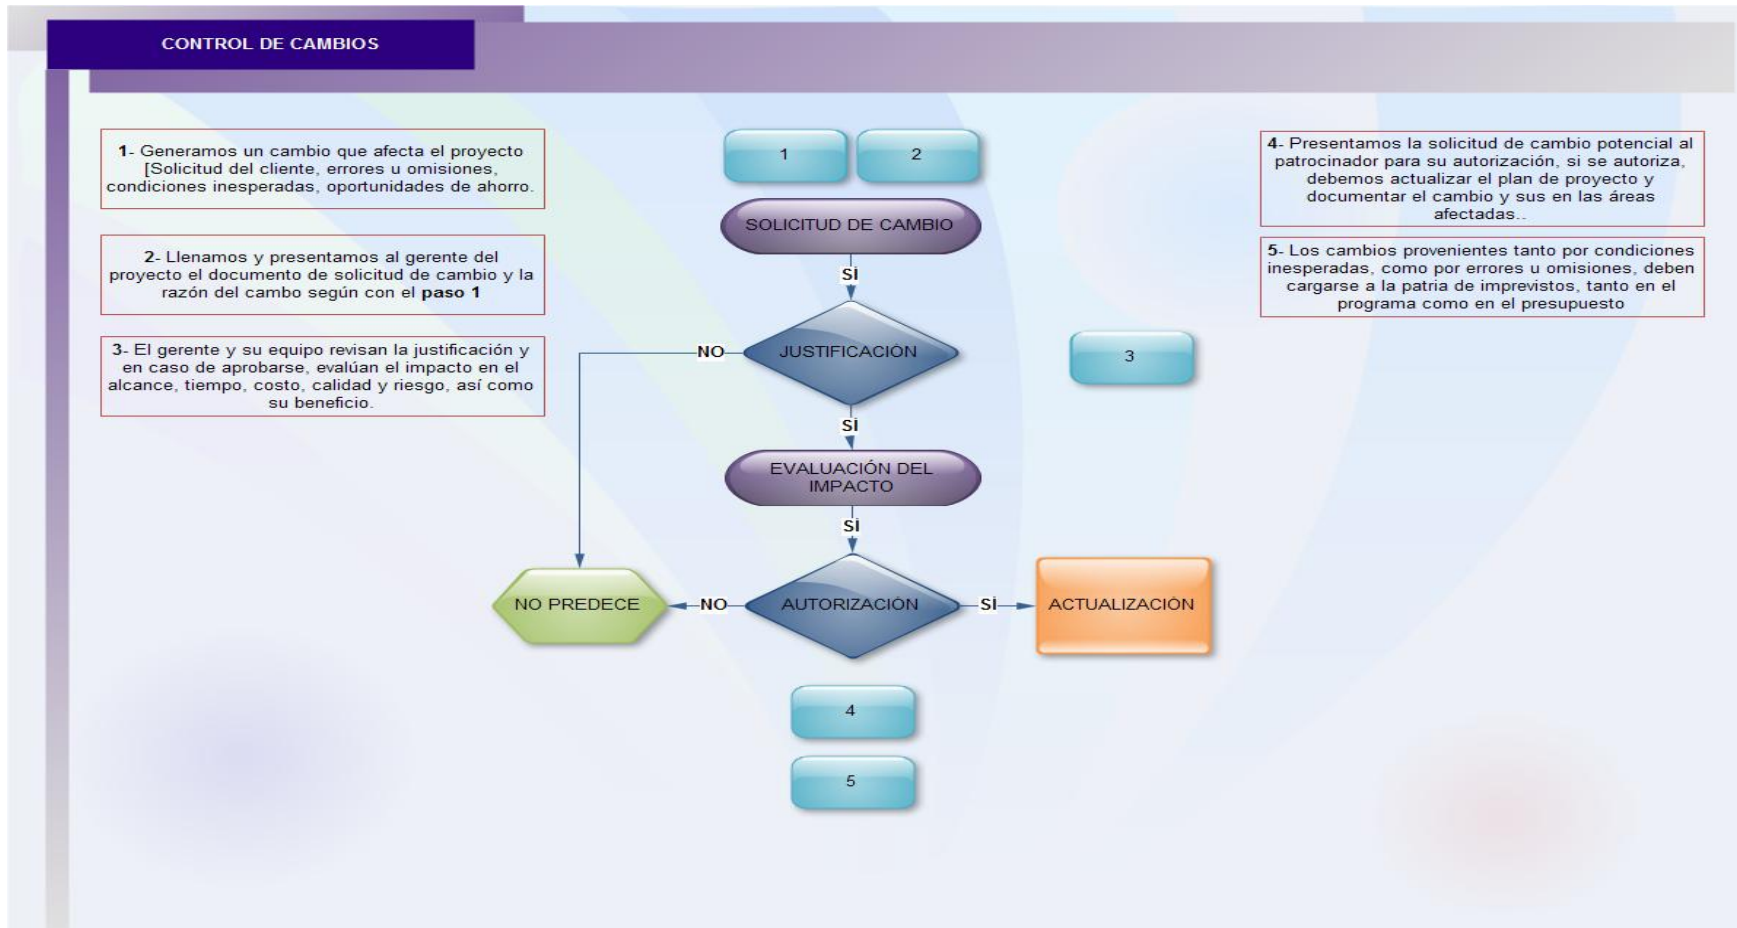 CONTROL DE CAMBIOS
1- Generamos un cambio que afecta el proyecto
[Solicitud del cliente, errores u omisiones,
condiciones inesperadas, oportunidades de ahorro.
2- Llenamos y presentamos al gerente del
proyecto el documento de solicitud de cambio y la
razón del cambo según con el paso 1
3- El gerente y su equipo revisan la justificación y
en caso de aprobarse, evalúan el impacto en el
alcance, tiempo, costo, calidad y riesgo, así como
su beneficio.
1
2
SOLICITUD DE CAMBIO
SÍ
JUSTIFICACIÓN
NO
3
SÍ
EVALUACIÓN DEL
IMPACTO
SÍ
NO PREDECE
NO
AUTORIZACIÓN
SÍ
ACTUALIZACIÓN
4
5
4- Presentamos la solicitud de cambio potencial al
patrocinador para su autorización, si se autoriza,
debemos actualizar el plan de proyecto y
documentar el cambio y sus en las áreas
afectadas..
5- Los cambios provenientes tanto por condiciones
inesperadas, como por errores u omisiones, deben
cargarse a la patria de imprevistos, tanto en el
programa como en el presupuesto